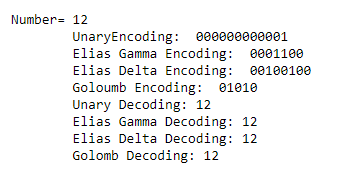 Number= 12
UnaryEncoding: 000000000001
Elias Gamma Encoding: 0001100
Elias Delta Encoding: 00100100
Goloumb Encoding: 01010
Unary Decoding: 12
Elias Gamma Decoding: 12
Elias Delta Decoding: 12
Golomb Decoding: 12